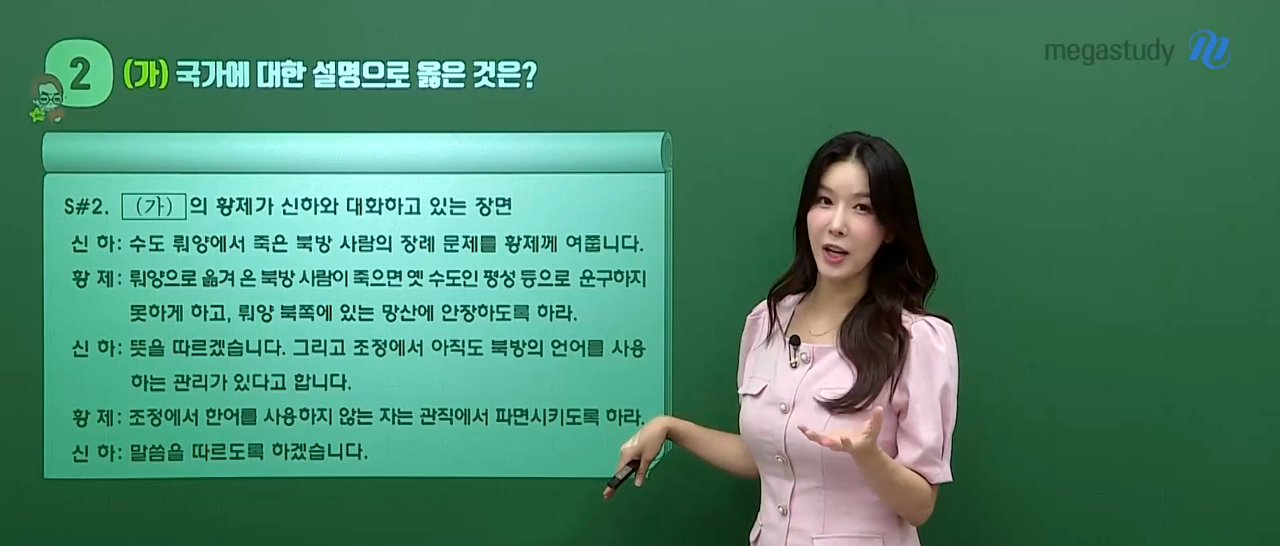 megastudy
2 (가) 국가에 대한 설명으로 옳은 것은?
S#2. (가)의 황제가 신하와 대화하고 있는 장면
신 하: 수도 뤄양에서 죽은 북방 사람의 장례 문제를 황제께 여쭙니다.
황 제: 뤄양으로 옮겨 온 북방 사람이 죽으면 옛 수도인 평성 등으로 운구하지
못하게 하고, 뤄양 북쪽에 있는 망산에 안장하도록 하라.
신 하: 뜻을 따르겠습니다. 그리고 조정에서 아직도 북방의 언어를 사용
하는 관리가 있다고 합니다.
황 제: 조정에서 한어를 사용하지 않는 자는 관직에서 파면시키도록 하라.
신 하: 말씀을 따르도록 하겠습니다.